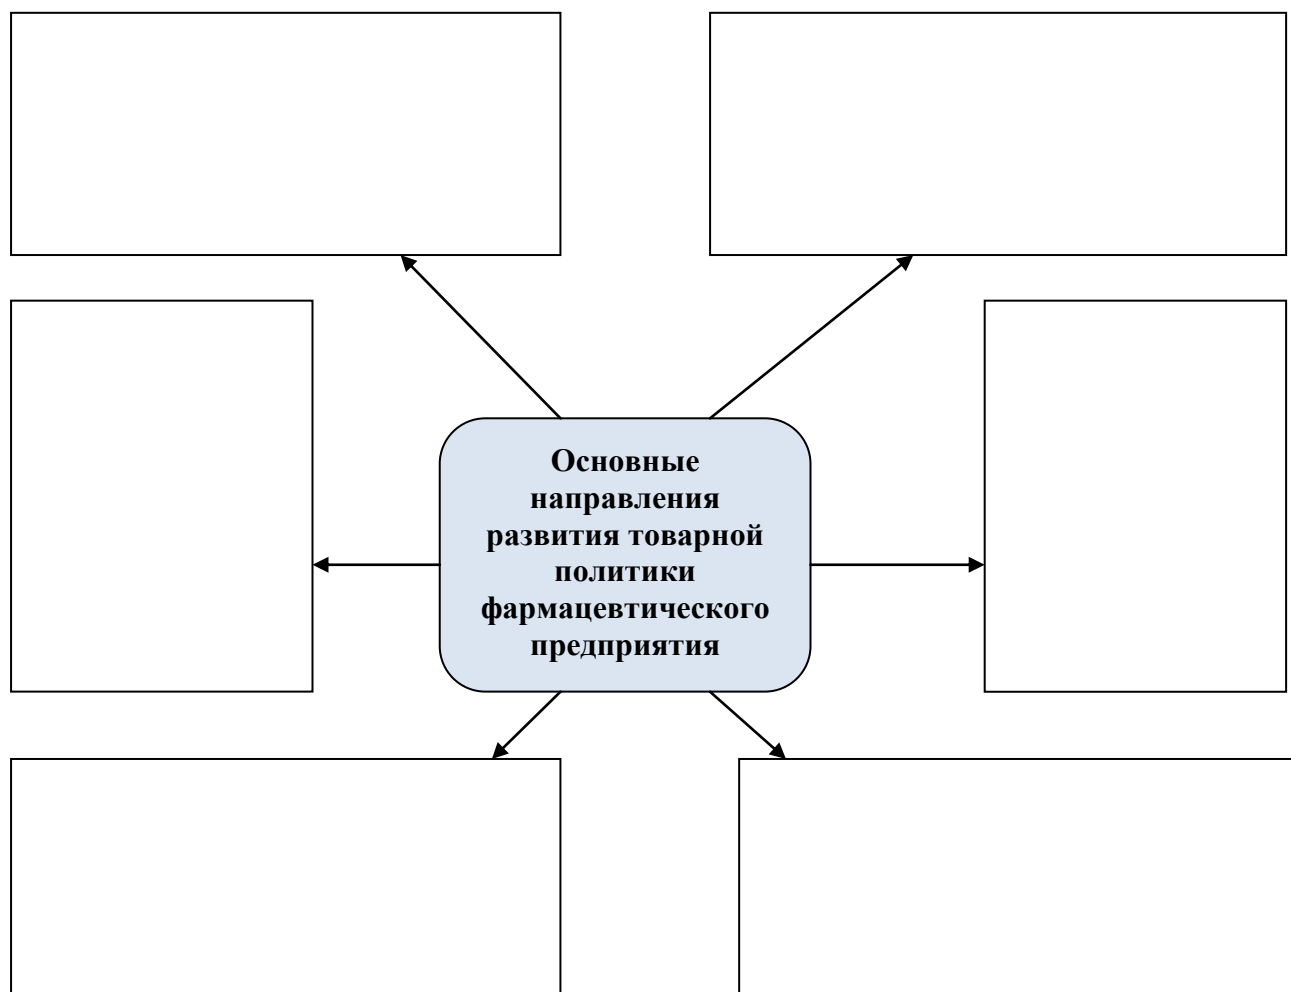 Основные
направления
развития товарной
политики
фармацевтического
предприятия